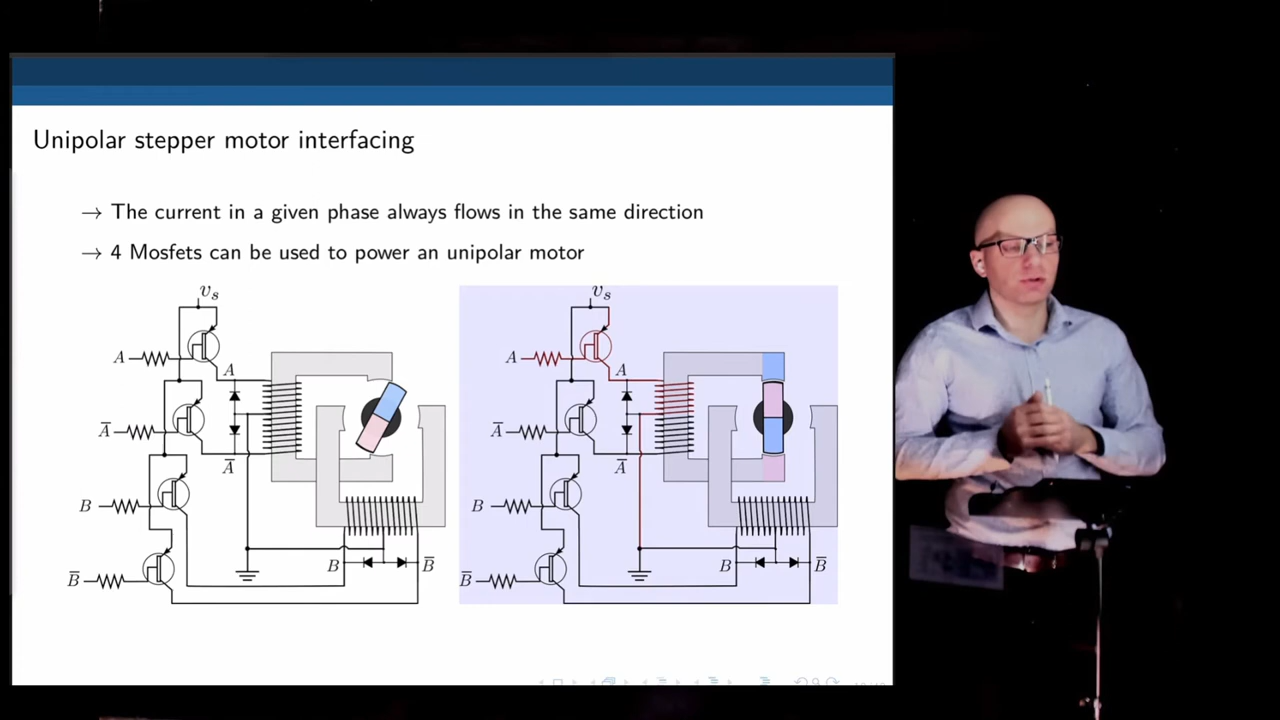 Unipolar stepper motor interfacing
→ The current in a given phase always flows in the same direction
→ 4 Mosfets can be used to power an unipolar motor
v_s
A
A
A̅
A̅
B
B
B̅
B̅
v_s
A
A
A̅
A̅
B
B
B̅
B̅